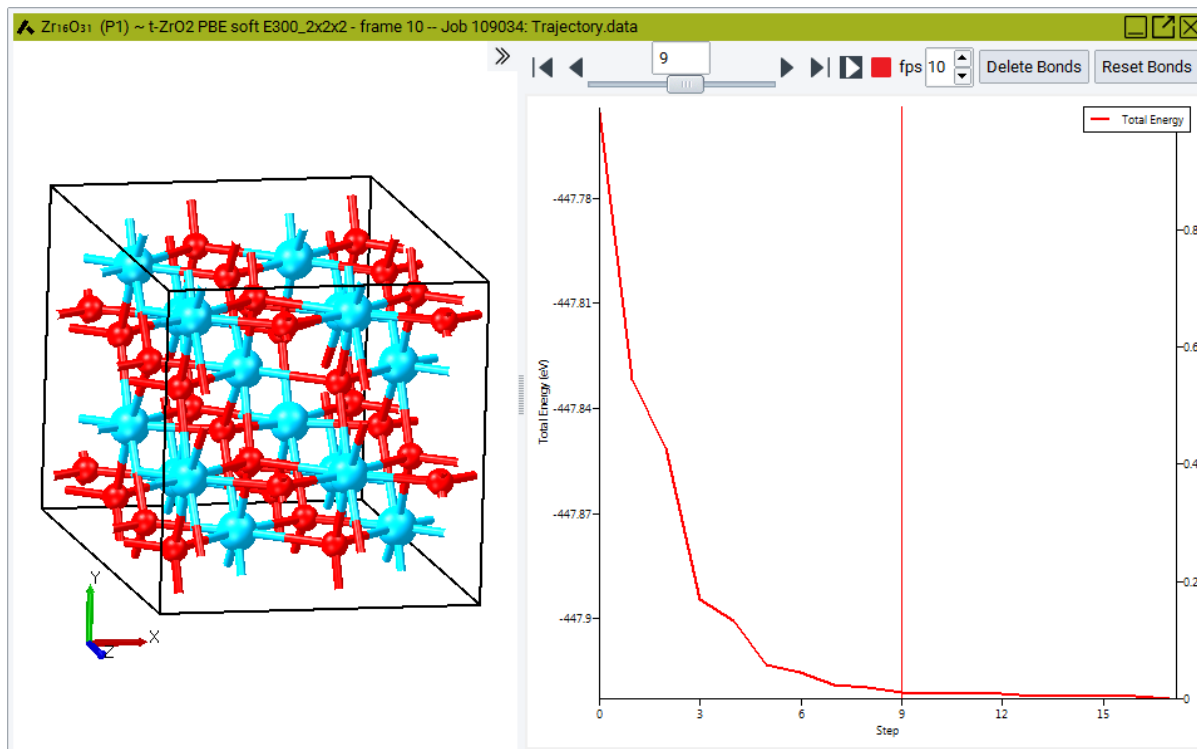 Zr₁₆O₃₁ (P1) ~ t-ZrO2 PBE soft E300_2x2x2 - frame 10 -- Job 109034: Trajectory.data
»
9
fps 10 Delete Bonds Reset Bonds
Total Energy
-447.78
-447.81
-447.84
-447.87
-447.9
Total Energy (eV)
0.8
0.6
0.4
0.2
0
0 3 6 9 12 15
Step
Y
X
Z